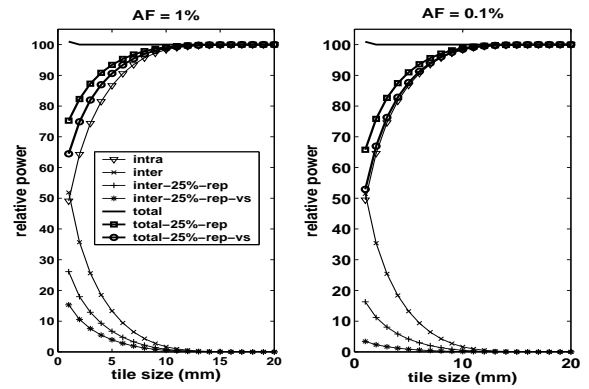 AF = 1%
relative power
100
90
80
70
60
50
40
30
20
10
0
intra
inter
inter-25%-rep
inter-25%-rep-vs
total
total-25%-rep
total-25%-rep-vs
0 5 10 15 20
tile size (mm)
AF = 0.1%
relative power
100
90
80
70
60
50
40
30
20
10
0
0 10 20
tile size (mm)